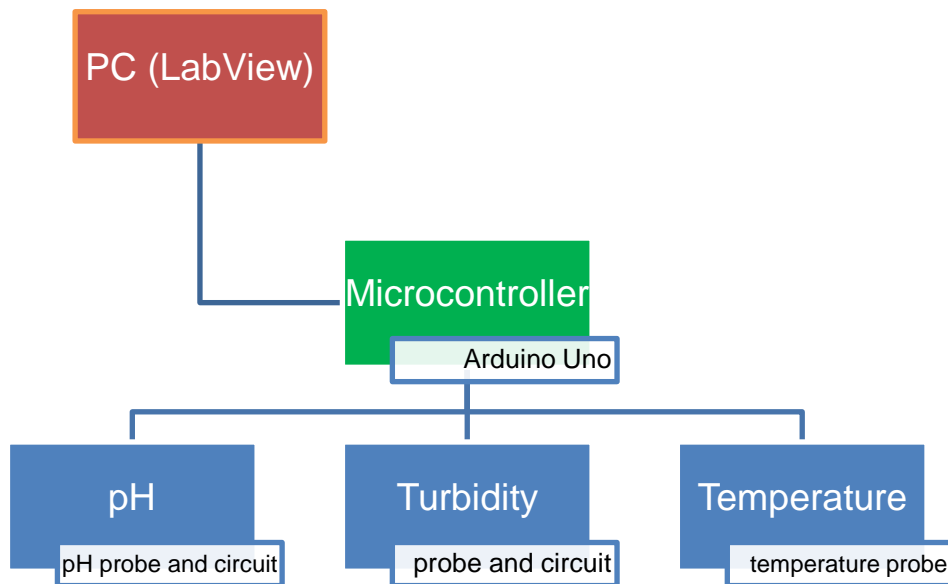 PC (LabView)
Microcontroller
Arduino Uno
pH
Turbidity
Temperature
pH probe and circuit
probe and circuit
temperature probe